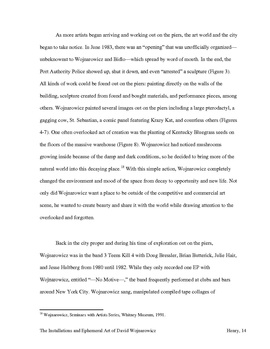 As more artists began arriving and working out on the piers, the art world and the city
began to take notice. In June 1983, there was an "opening" that was unofficially organized—
unbeknownst to Wojnarowicz and Bidlo—which spread by word of mouth. In the end, the
Port Authority Police showed up, shut it down, and even "arrested" a sculpture (Figure 3).
All kinds of work could be found out on the piers: painting directly on the walls of the
building, sculpture created from found and bought materials, and performance pieces, among
others. Wojnarowicz painted several images out on the piers including a large pterodactyl, a
gagging cow, St. Sebastian, a comic panel featuring Krazy Kat, and countless others (Figures
4-7). One often overlooked act of creation was the planting of Kentucky Bluegrass seeds on
the floors of the massive warehouse (Figure 8). Wojnarowicz had noticed mushrooms
growing inside because of the damp and dark conditions, so he decided to bring more of the
natural world into this decaying place. With this simple action, Wojnarowicz completely
changed the environment and mood of the space from decay to opportunity and new life. Not
only did Wojnarowicz want a place to be outside of the competitive and commercial art
scene, he wanted to create beauty and share it with the world while drawing attention to the
overlooked and forgotten.
Back in the city proper and during his time of exploration out on the piers,
Wojnarowicz was in the band 3 Teens Kill 4 with Doug Bressler, Brian Butterick, Julie Hair,
and Jesse Hultberg from 1980 until 1982. While they only recorded one EP with
Wojnarowicz, entitled "—No Motive—," the band frequently performed at clubs and bars
around New York City. Wojnarowicz sang, manipulated compiled tape collages of
Wojnarowicz, Seminars with Artists Series, Whitney Museum, 1991.
The Installations and Ephemeral Art of David Wojnarowicz Henry, 14